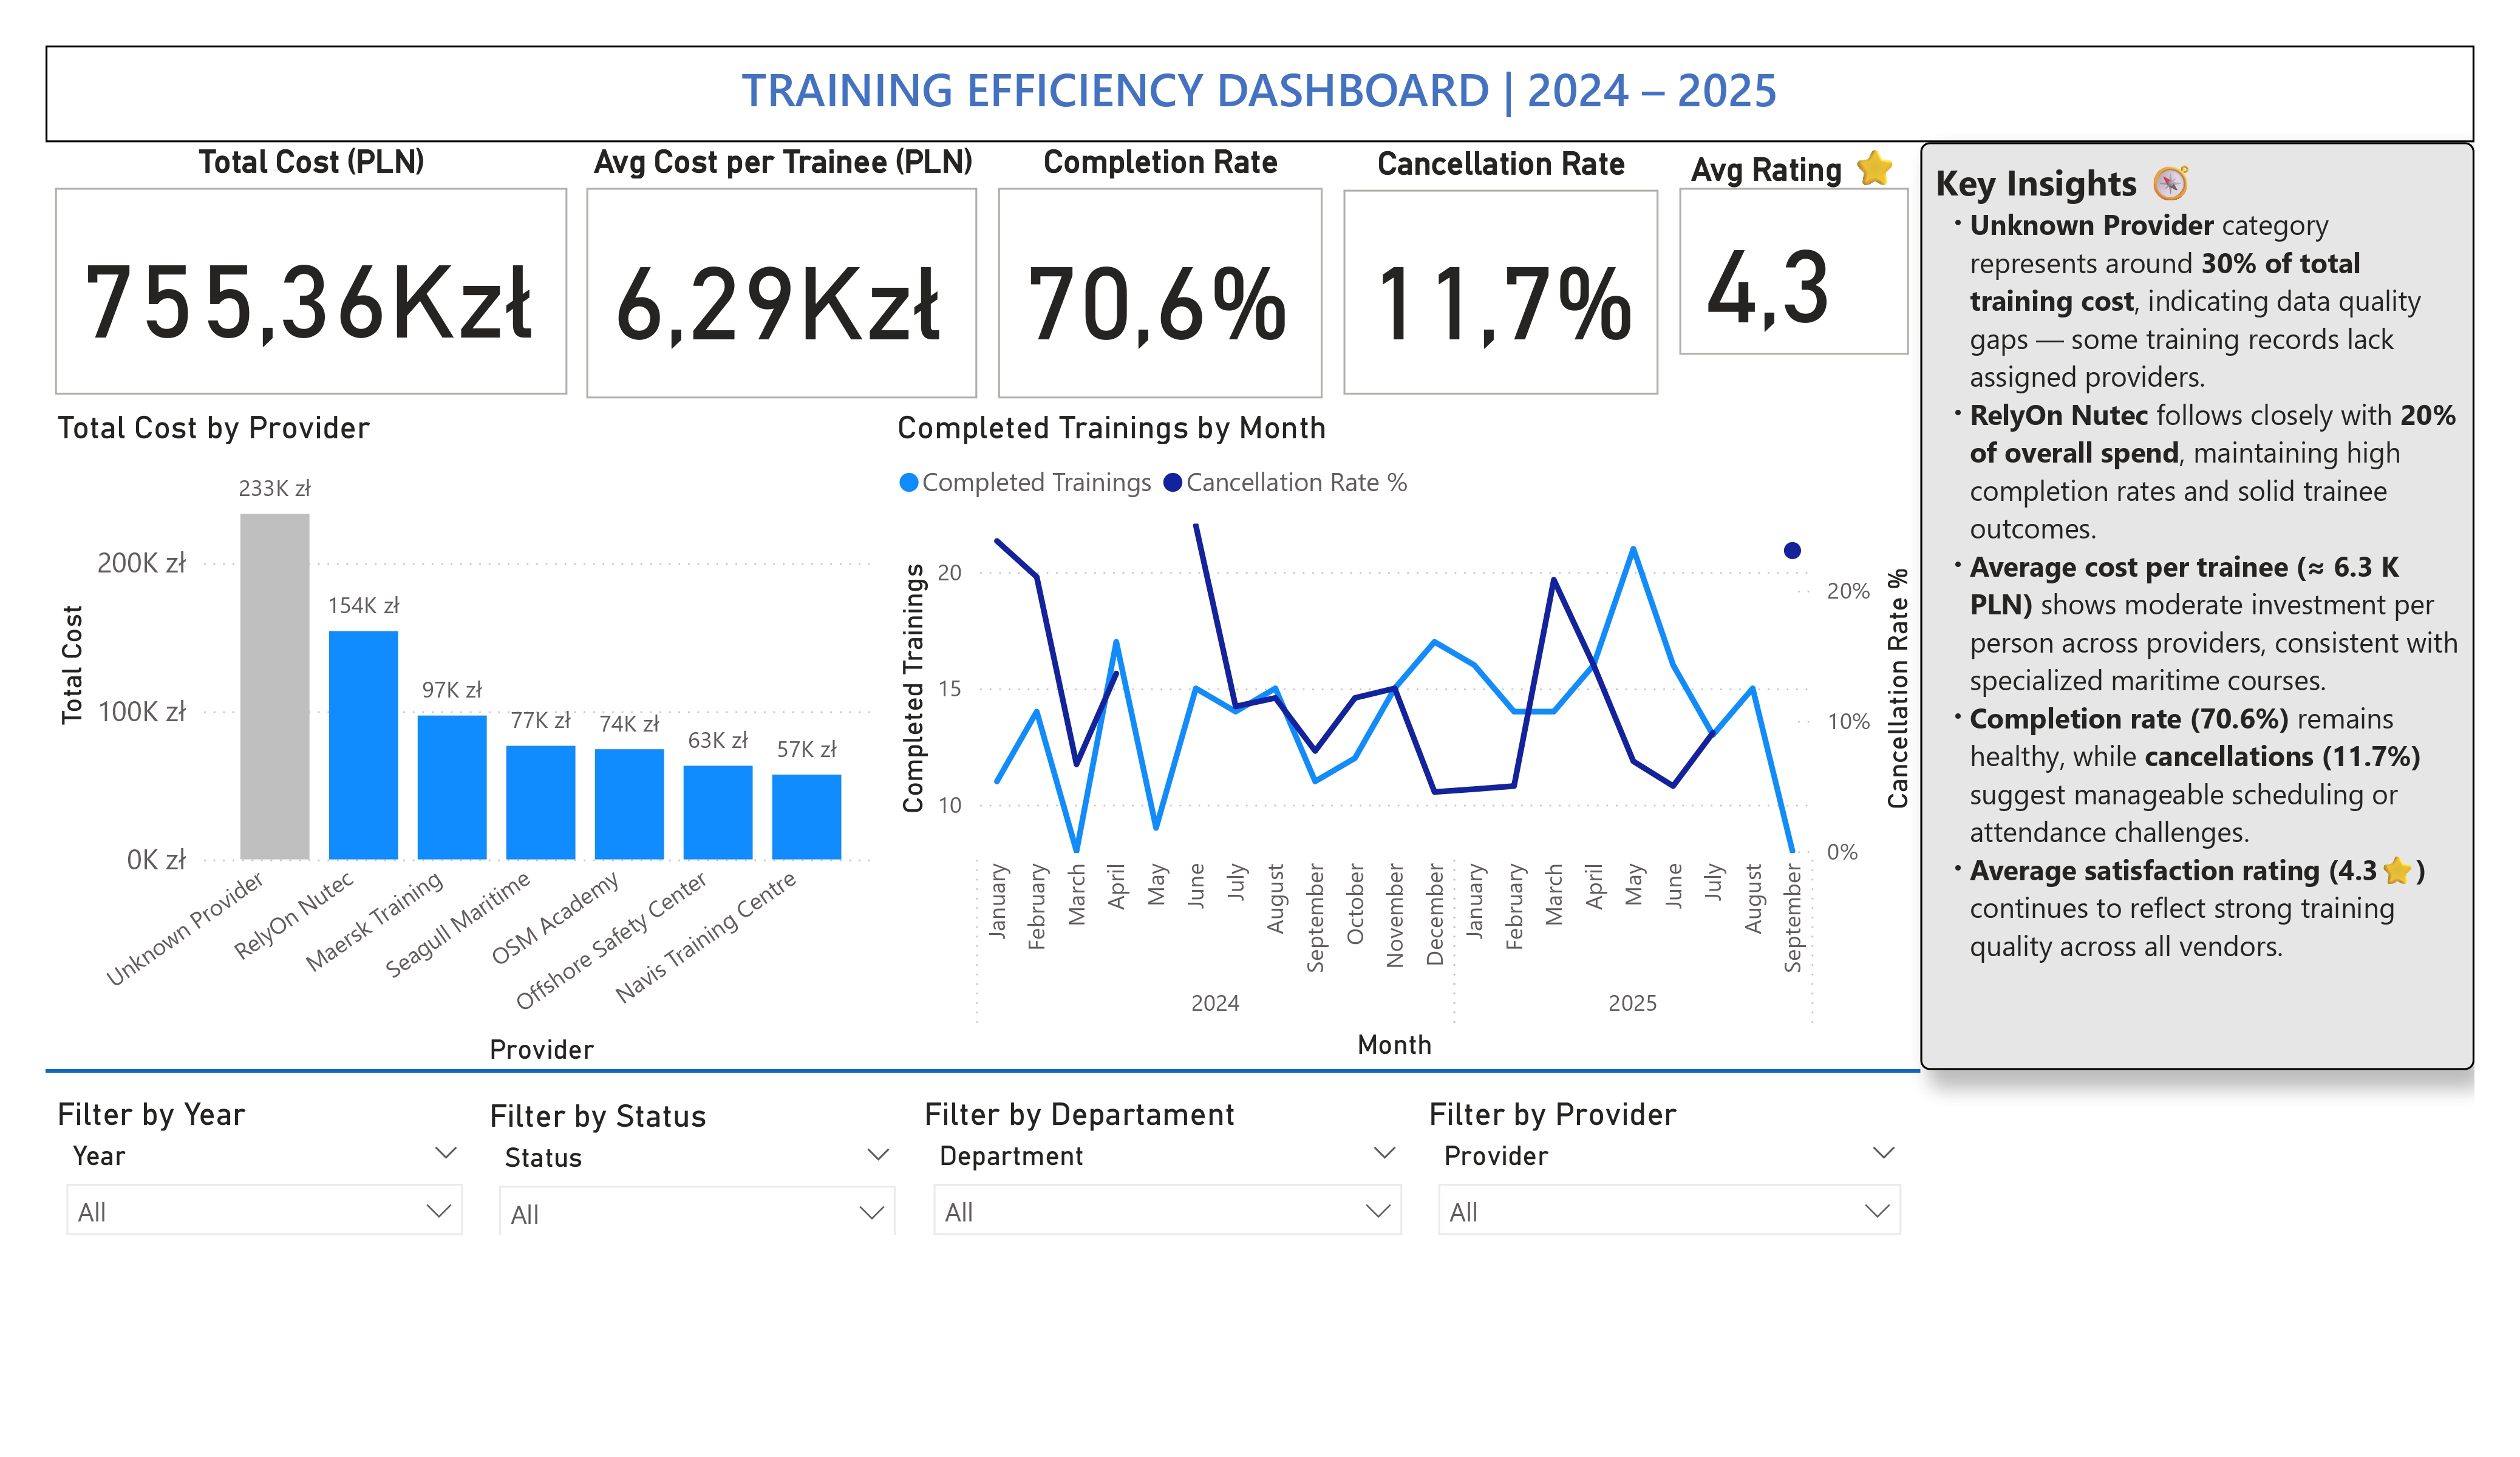 TRAINING EFFICIENCY DASHBOARD | 2024 – 2025
Total Cost (PLN)
755,36Kzł
Avg Cost per Trainee (PLN)
6,29Kzł
Completion Rate
70,6%
Cancellation Rate
11,7%
Avg Rating ⭐
4,3
Total Cost by Provider
Total Cost
200K zł
100K zł
0K zł
233K zł
154K zł
97K zł
77K zł
74K zł
63K zł
57K zł
Unknown Provider
RelyOn Nutec
Maersk Training
Seagull Maritime
OSM Academy
Offshore Safety Center
Navis Training Centre
Provider
Completed Trainings by Month
Completed Trainings
Cancellation Rate %
Completed Trainings
20
15
10
20%
10%
0%
Cancellation Rate %
January
February
March
April
May
June
July
August
September
October
November
December
January
February
March
April
May
June
July
August
September
2024
2025
Month
Key Insights 🧭
• Unknown Provider category
represents around 30% of total
training cost, indicating data quality
gaps — some training records lack
assigned providers.
• RelyOn Nutec follows closely with 20%
of overall spend, maintaining high
completion rates and solid trainee
outcomes.
• Average cost per trainee (≈ 6.3 K
PLN) shows moderate investment per
person across providers, consistent with
specialized maritime courses.
• Completion rate (70.6%) remains
healthy, while cancellations (11.7%)
suggest manageable scheduling or
attendance challenges.
• Average satisfaction rating (4.3⭐)
continues to reflect strong training
quality across all vendors.
Filter by Year
Year
All
Filter by Status
Status
All
Filter by Departament
Department
All
Filter by Provider
Provider
All